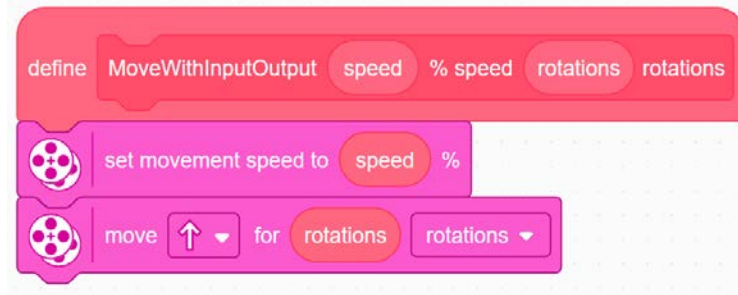 define MoveWithInputOutput speed % speed rotations rotations
set movement speed to speed %
move for rotations rotations